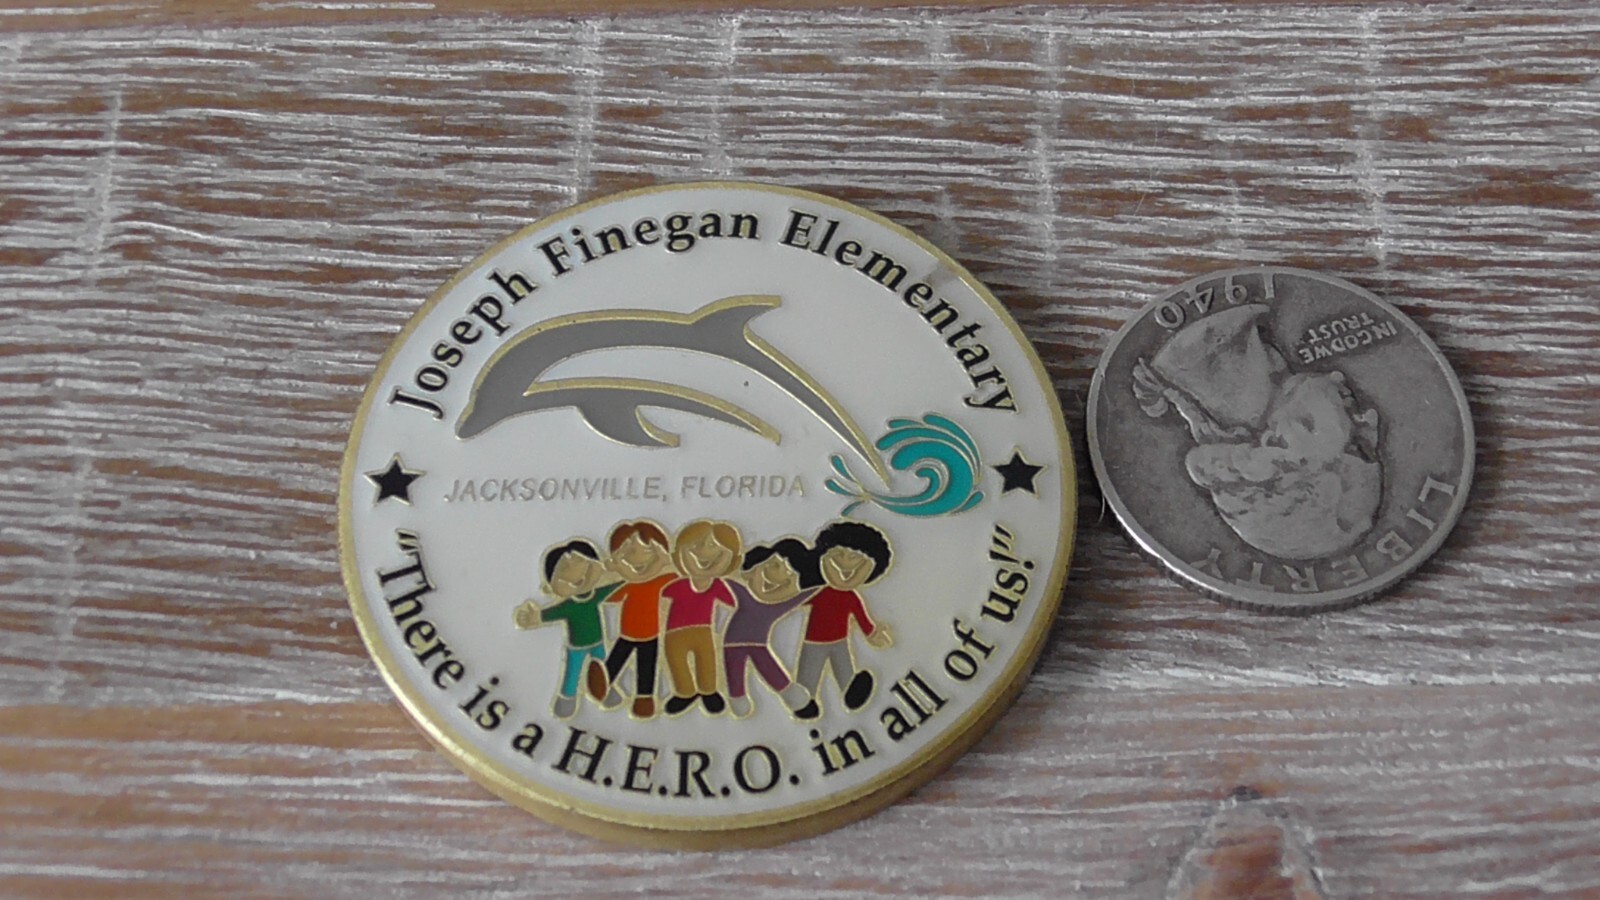 Joseph Finegan Elementary
JACKSONVILLE, FLORIDA
"There is a H.E.R.O. in all of us!"
LIBERTY
IN GOD WE
TRUST
1940